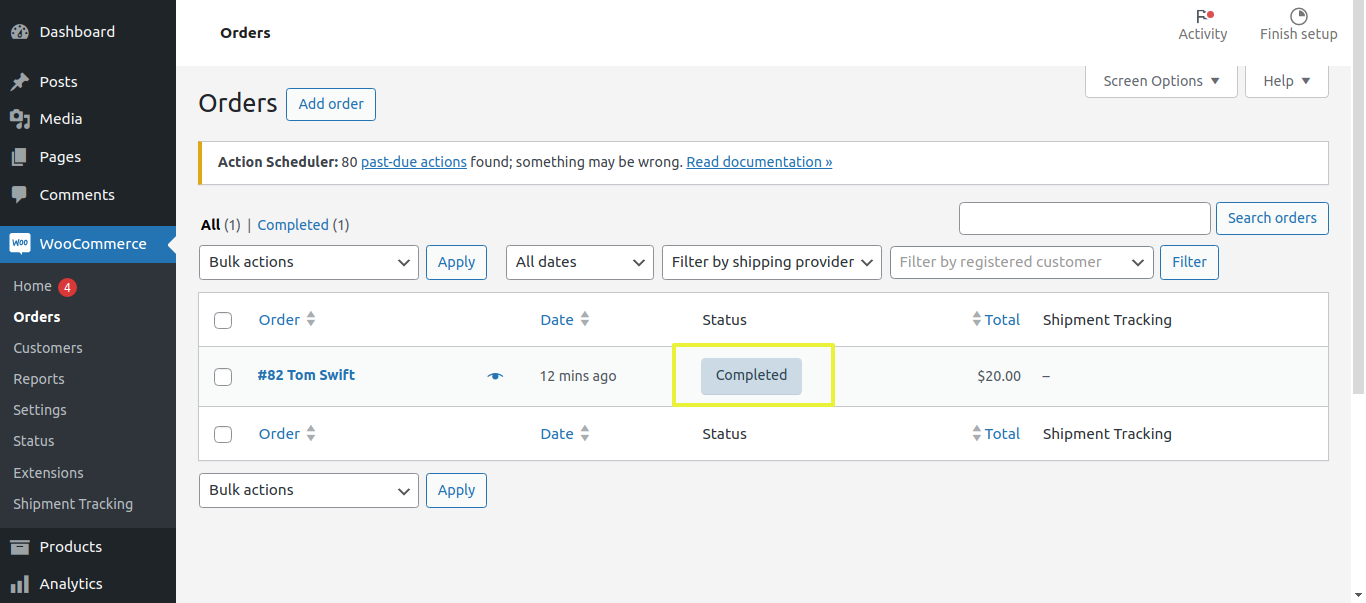 Dashboard
Posts
Media
Pages
Comments
Woo WooCommerce
Home 4
Orders
Customers
Reports
Settings
Status
Extensions
Shipment Tracking
Products
Analytics
Orders
Activity
Finish setup
Screen Options
Help
Orders Add order
Action Scheduler: 80 past-due actions found; something may be wrong. Read documentation »
All (1) | Completed (1)
Search orders
Bulk actions Apply All dates Filter by shipping provider Filter by registered customer Filter
Order Date Status Total Shipment Tracking
#82 Tom Swift 12 mins ago Completed $20.00 –
Order Date Status Total Shipment Tracking
Bulk actions Apply